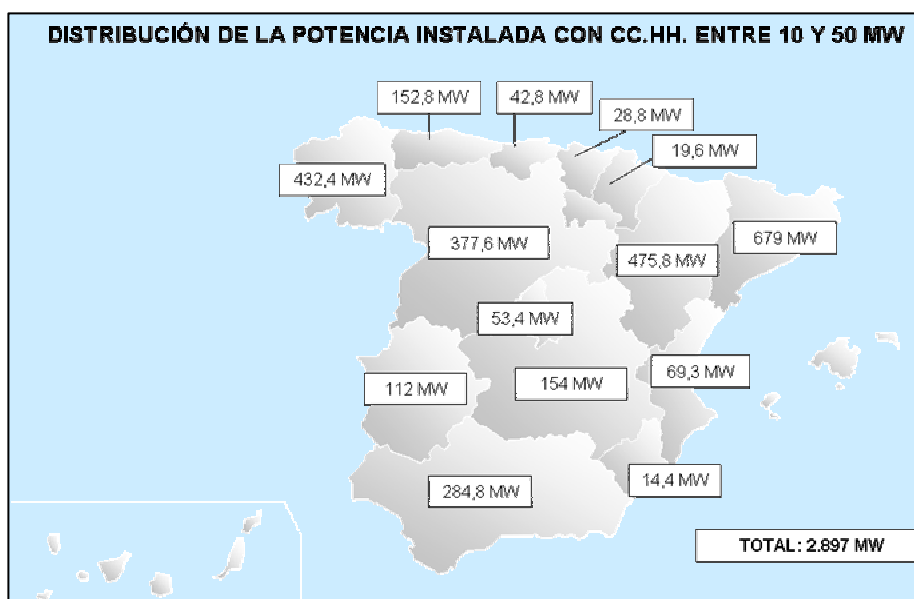 DISTRIBUCIÓN DE LA POTENCIA INSTALADA CON CC.HH. ENTRE 10 Y 50 MW
152,8 MW
42,8 MW
28,8 MW
19,6 MW
432,4 MW
377,6 MW
679 MW
475,8 MW
53,4 MW
69,3 MW
112 MW
154 MW
14,4 MW
284,8 MW
TOTAL: 2.897 MW